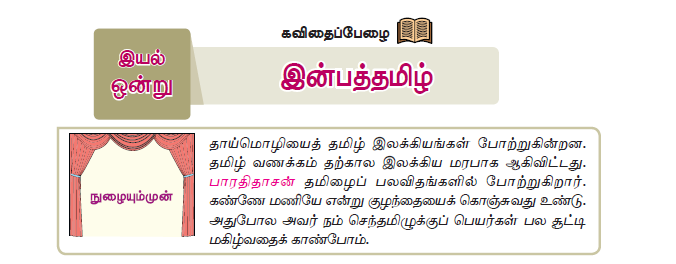 கவிதைப்பேழை
இயல்
ஒன்று
இன்பத்தமிழ்
நுழையும்முன்
தாய்மொழியைத் தமிழ் இலக்கியங்கள் போற்றுகின்றன.
தமிழ் வணக்கம் தற்கால இலக்கிய மரபாக ஆகிவிட்டது.
பாரதிதாசன் தமிழைப் பலவிதங்களில் போற்றுகிறார்.
கண்ணே மணியே என்று குழந்தையைக் கொஞ்சுவது உண்டு.
அதுபோல அவர் நம் செந்தமிழுக்குப் பெயர்கள் பல சூட்டி
மகிழ்வதைக் காண்போம்.